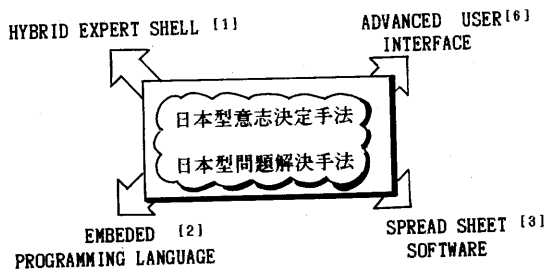 HYBRID EXPERT SHELL [1]
ADVANCED USER[6]
INTERFACE
日本型意志決定手法
日本型問題解決手法
EMBEDED [2]
PROGRAMMING LANGUAGE
SPREAD SHEET [3]
SOFTWARE